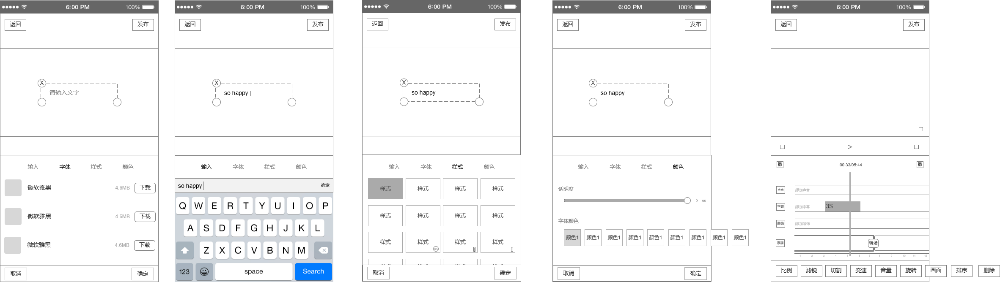 6:00 PM 100%
返回 发布
X
请输入文字
输入 字体 样式 颜色
微软雅黑 4.6MB 下载
微软雅黑 4.6MB 下载
微软雅黑 4.6MB 下载
取消 确定
6:00 PM 100%
返回 发布
X
so happy
输入 字体 样式 颜色
so happy 确定
Q W E R T Y U I O P
A S D F G H J K L
Z X C V B N M
123 space Search
6:00 PM 100%
返回 发布
X
so happy
输入 字体 样式 颜色
样式 样式 样式 样式
样式 样式 样式 样式
样式 样式 样式 样式
取消 确定
6:00 PM 100%
返回 发布
X
so happy
输入 字体 样式 颜色
透明度
95
字体颜色
颜色1 颜色1 颜色1 颜色1 颜色1 颜色1 颜色1 颜色1 颜色1
取消 确定
6:00 PM 100%
返回 发布
撤 00:33/05:44 撤
声音 添加声音
字幕 添加字幕 3S
装饰 添加装饰
添加 转场
1 2 3 4 5 6 7 8 9 10 11 12
比例 滤镜 切割 变速 音量 旋转 画面 排序 删除